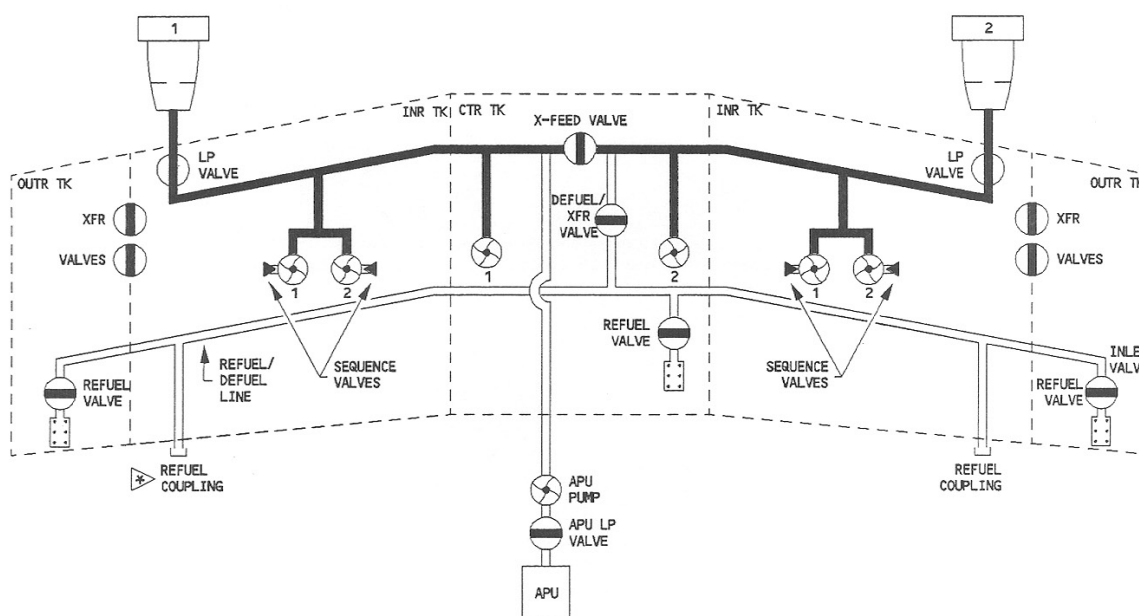 1
2
INR TK
CTR TK
INR TK
X-FEED VALVE
LP
VALVE
LP
VALVE
OUTR TK
OUTR TK
DEFUEL/
XFR
VALVE
XFR
VALVES
XFR
VALVES
1
2
1
2
1
2
REFUEL
VALVE
SEQUENCE
VALVES
SEQUENCE
VALVES
REFUEL/
DEFUEL
LINE
REFUEL
VALVE
INLE
VALV
REFUEL
VALVE
*
REFUEL
COUPLING
REFUEL
COUPLING
APU
PUMP
APU LP
VALVE
APU